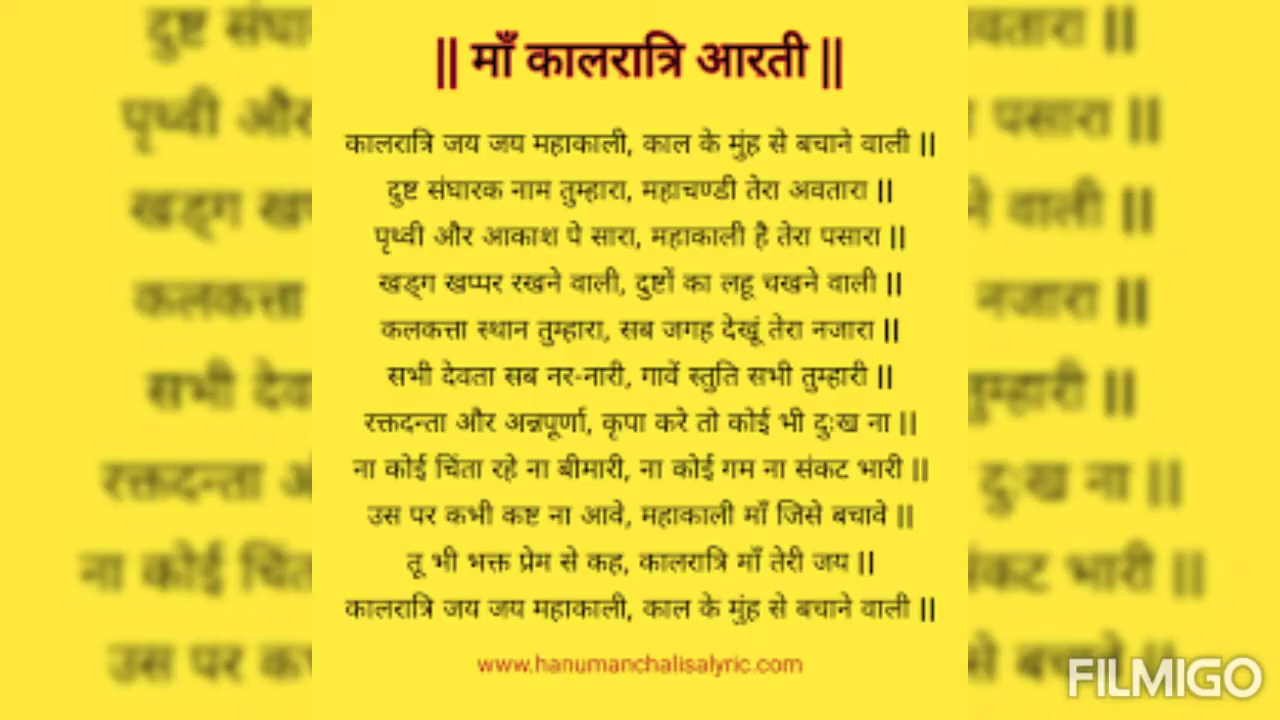 || माँ कालरात्रि आरती ||
कालरात्रि जय जय महाकाली, काल के मुंह से बचाने वाली ||
दुष्ट संघारक नाम तुम्हारा, महाचण्डी तेरा अवतारा ||
पृथ्वी और आकाश पे सारा, महाकाली है तेरा पसारा ||
खड्ग खप्पर रखने वाली, दुष्टों का लहू चखने वाली ||
कलकत्ता स्थान तुम्हारा, सब जगह देखूं तेरा नजारा ||
सभी देवता सब नर-नारी, गावें स्तुति सभी तुम्हारी ||
रक्तदन्ता और अन्नपूर्णा, कृपा करे तो कोई भी दुःख ना ||
ना कोई चिंता रहे ना बीमारी, ना कोई गम ना संकट भारी ||
उस पर कभी कष्ट ना आवे, महाकाली माँ जिसे बचावे ||
तू भी भक्त प्रेम से कह, कालरात्रि माँ तेरी जय ||
कालरात्रि जय जय महाकाली, काल के मुंह से बचाने वाली ||
www.hanumanchalisalyric.com
FILMIGO